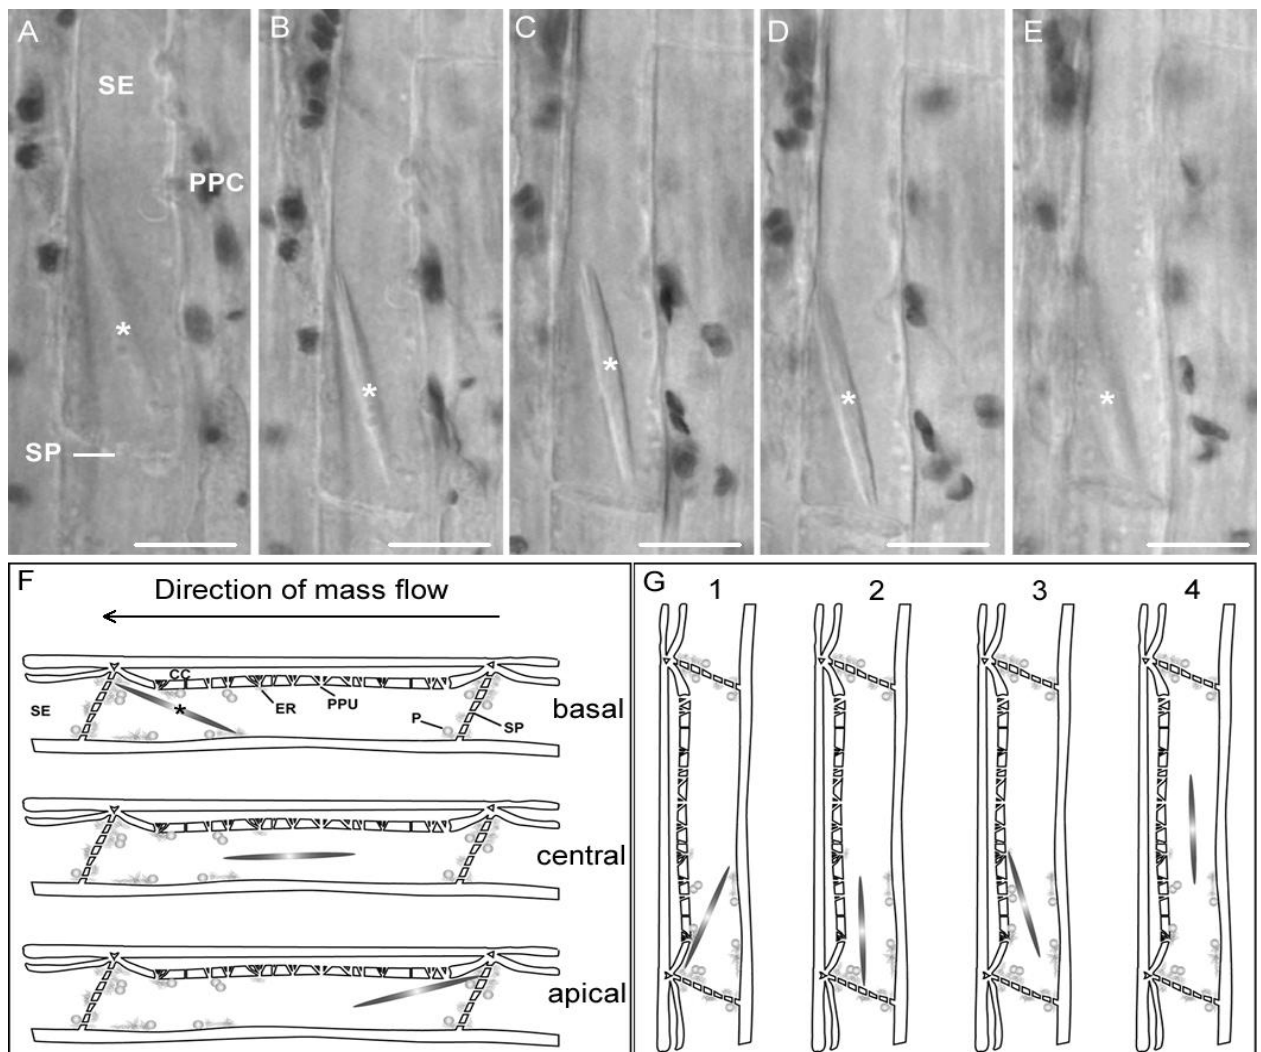 A
B
C
D
E
SE
PPC
*
*
*
*
*
SP
F
Direction of mass flow
CC
SE
*
ER
PPU
P
SP
basal
central
apical
G
1
2
3
4